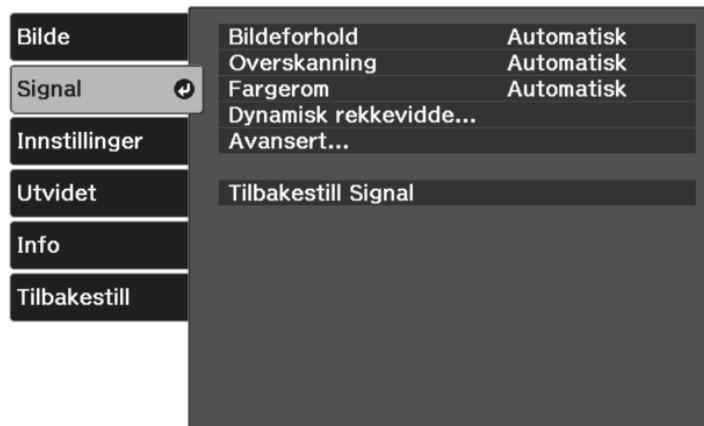 Bilde
Signal
Innstillinger
Utvidet
Info
Tilbakestill
Bildeforhold Automatisk
Overskanning Automatisk
Fargerom Automatisk
Dynamisk rekkevidde...
Avansert...
Tilbakestill Signal